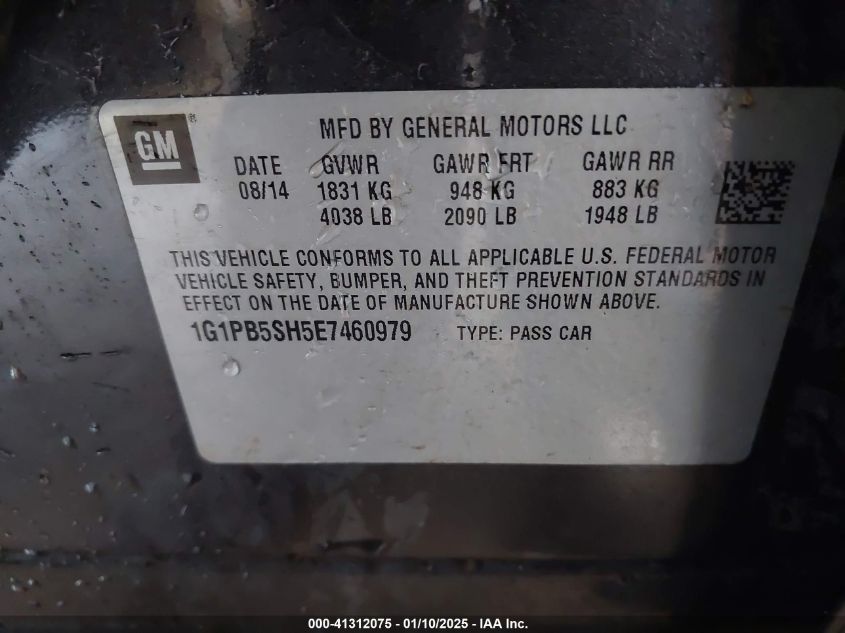 GM ®
MFD BY GENERAL MOTORS LLC
DATE GVWR GAWR FRT GAWR RR
08/14 1831 KG 948 KG 883 KG
4038 LB 2090 LB 1948 LB
THIS VEHICLE CONFORMS TO ALL APPLICABLE U.S. FEDERAL MOTOR
VEHICLE SAFETY, BUMPER, AND THEFT PREVENTION STANDARDS IN
EFFECT ON THE DATE OF MANUFACTURE SHOWN ABOVE.
1G1PB5SH5E7460979 TYPE: PASS CAR
000-41312075 — 01/10/2025 - IAA Inc.